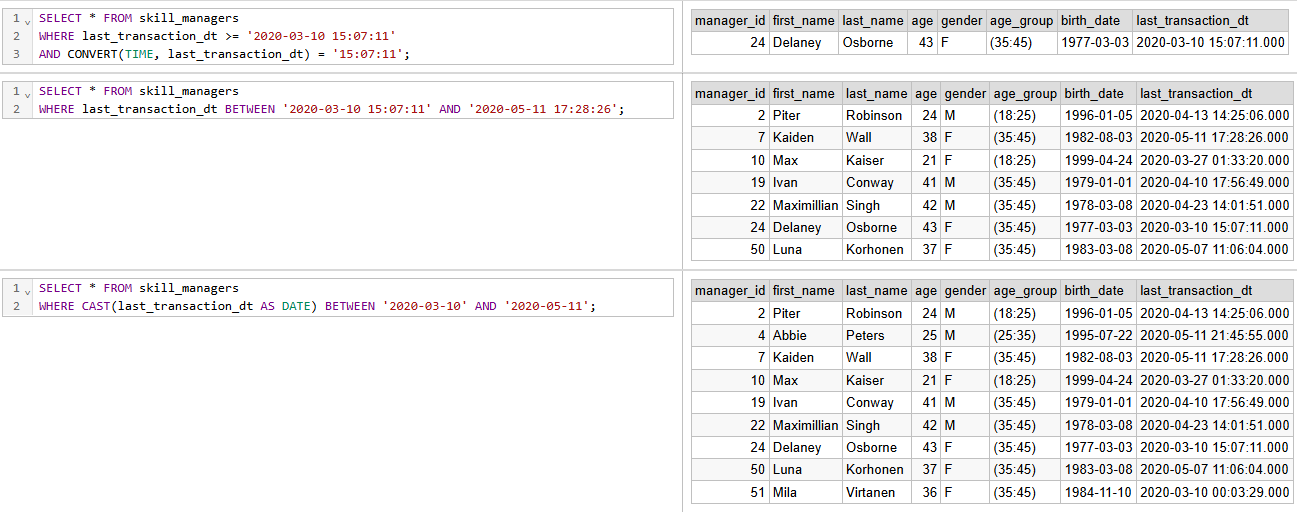 1 SELECT * FROM skill_managers
2 WHERE last_transaction_dt >= '2020-03-10 15:07:11'
3 AND CONVERT(TIME, last_transaction_dt) = '15:07:11';
manager_id first_name last_name age gender age_group birth_date last_transaction_dt
24 Delaney Osborne 43 F (35:45) 1977-03-03 2020-03-10 15:07:11.000
1 SELECT * FROM skill_managers
2 WHERE last_transaction_dt BETWEEN '2020-03-10 15:07:11' AND '2020-05-11 17:28:26';
manager_id first_name last_name age gender age_group birth_date last_transaction_dt
2 Piter Robinson 24 M (18:25) 1996-01-05 2020-04-13 14:25:06.000
7 Kaiden Wall 38 F (35:45) 1982-08-03 2020-05-11 17:28:26.000
10 Max Kaiser 21 F (18:25) 1999-04-24 2020-03-27 01:33:20.000
19 Ivan Conway 41 M (35:45) 1979-01-01 2020-04-10 17:56:49.000
22 Maximillian Singh 42 M (35:45) 1978-03-08 2020-04-23 14:01:51.000
24 Delaney Osborne 43 F (35:45) 1977-03-03 2020-03-10 15:07:11.000
50 Luna Korhonen 37 F (35:45) 1983-03-08 2020-05-07 11:06:04.000
1 SELECT * FROM skill_managers
2 WHERE CAST(last_transaction_dt AS DATE) BETWEEN '2020-03-10' AND '2020-05-11';
manager_id first_name last_name age gender age_group birth_date last_transaction_dt
2 Piter Robinson 24 M (18:25) 1996-01-05 2020-04-13 14:25:06.000
4 Abbie Peters 25 M (25:35) 1995-07-22 2020-05-11 21:45:55.000
7 Kaiden Wall 38 F (35:45) 1982-08-03 2020-05-11 17:28:26.000
10 Max Kaiser 21 F (18:25) 1999-04-24 2020-03-27 01:33:20.000
19 Ivan Conway 41 M (35:45) 1979-01-01 2020-04-10 17:56:49.000
22 Maximillian Singh 42 M (35:45) 1978-03-08 2020-04-23 14:01:51.000
24 Delaney Osborne 43 F (35:45) 1977-03-03 2020-03-10 15:07:11.000
50 Luna Korhonen 37 F (35:45) 1983-03-08 2020-05-07 11:06:04.000
51 Mila Virtanen 36 F (35:45) 1984-11-10 2020-03-10 00:03:29.000